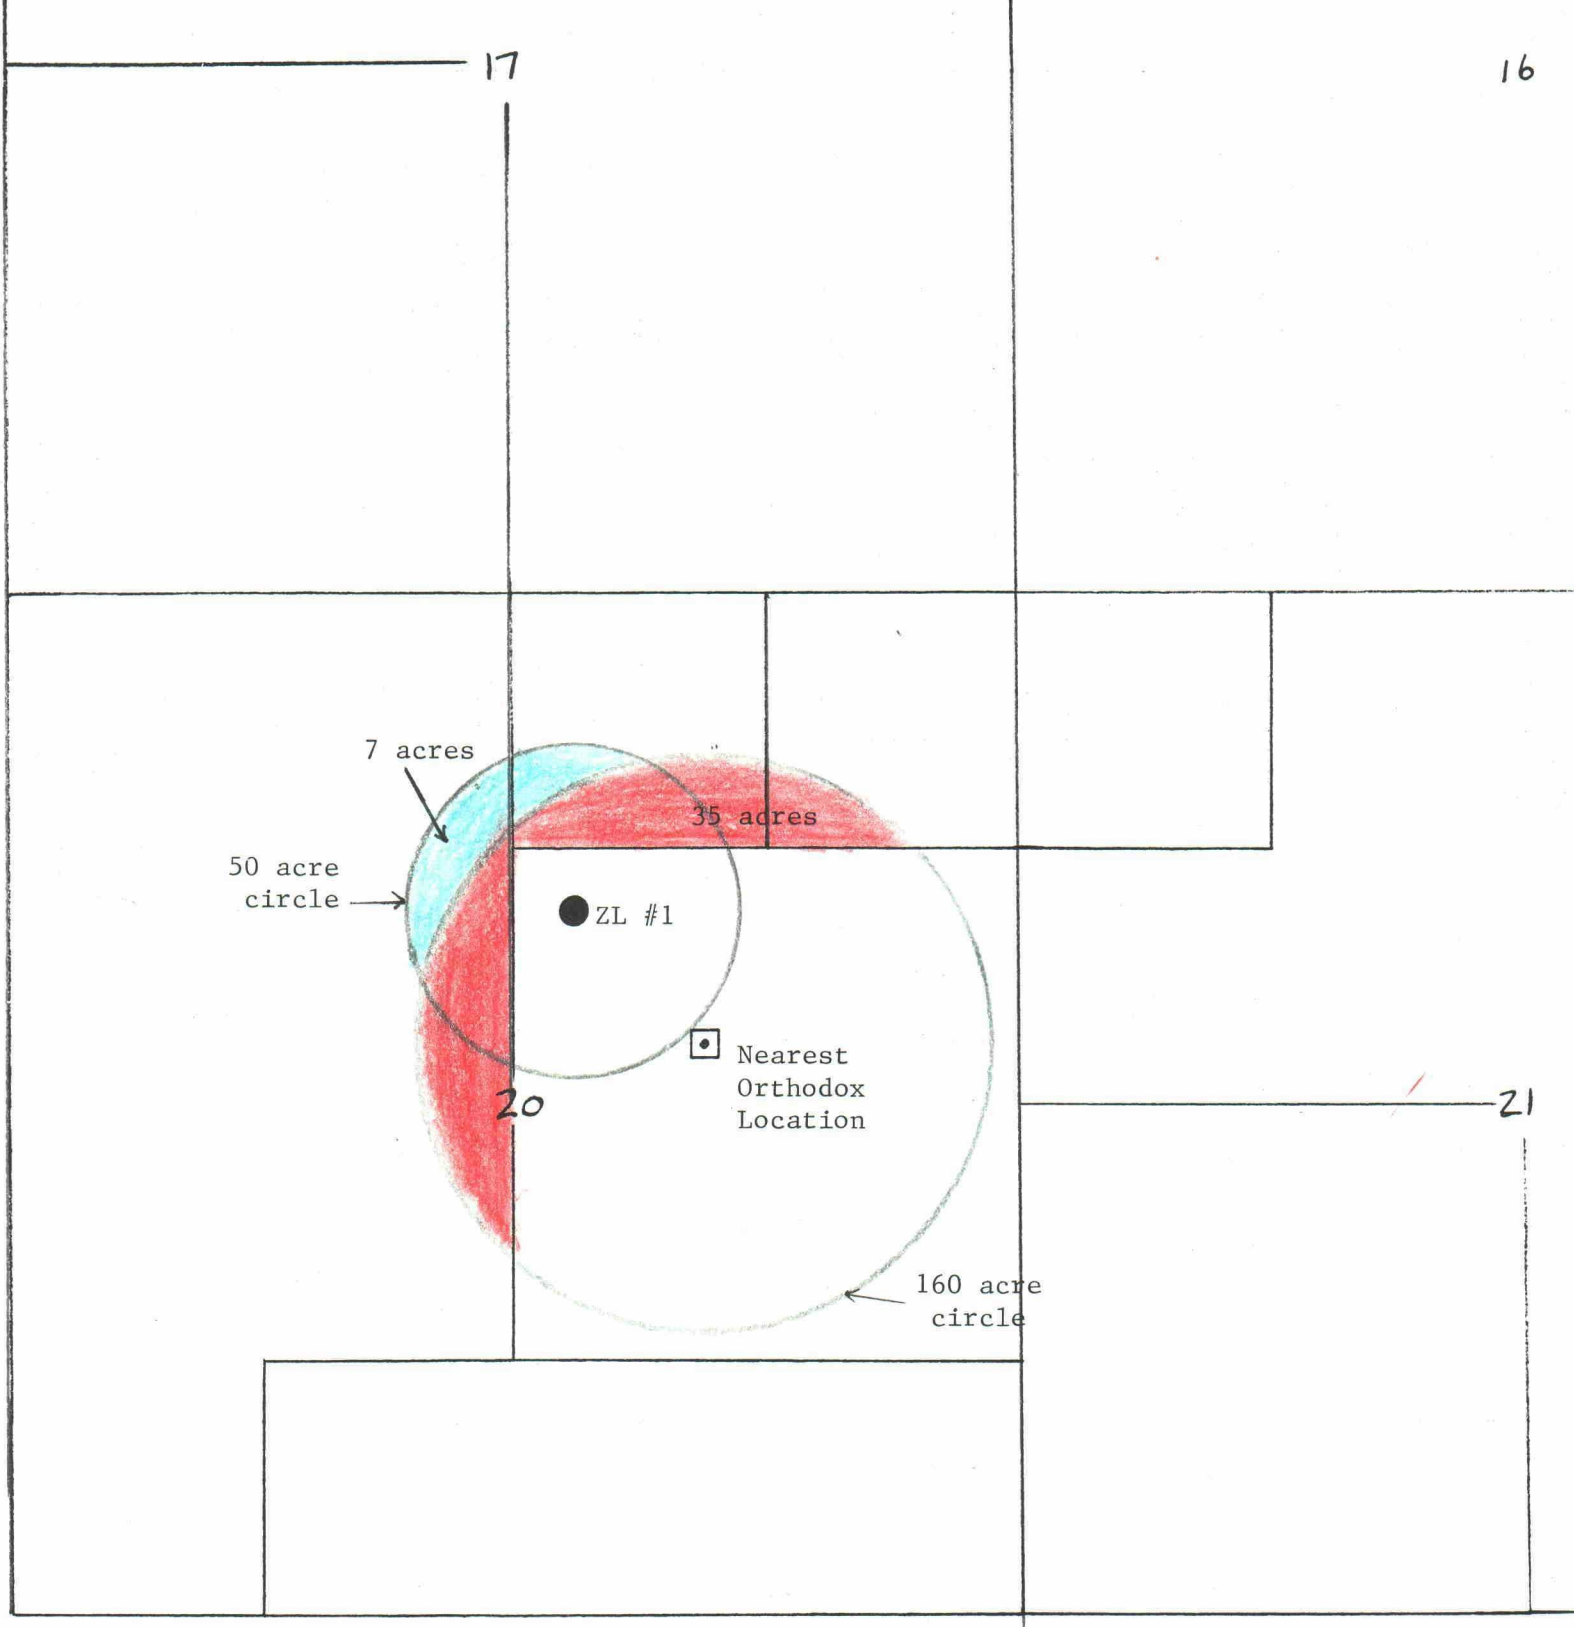 17
16
7 acres
35 acres
50 acre
circle
ZL #1
Nearest
Orthodox
Location
20
21
160 acre
circle